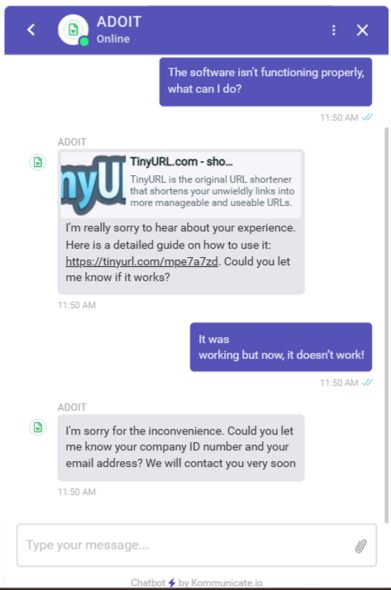 ADOIT
Online
The software isn't functioning properly,
what can I do?
11:50 AM
ADOIT
nyU
TinyURL.com - sho...
TinyURL is the original URL shortener
that shortens your unwieldly links into
more manageable and useable URLs.
I'm really sorry to hear about your experience.
Here is a detailed guide on how to use it:
https://tinyurl.com/mpe7a7zd. Could you let
me know if it works?
11:50 AM
It was
working but now, it doesn't work!
11:50 AM
ADOIT
I'm sorry for the inconvenience. Could you let
me know your company ID number and your
email address? We will contact you very soon
11:50 AM
Type your message...
Chatbot by Kommunicate.io